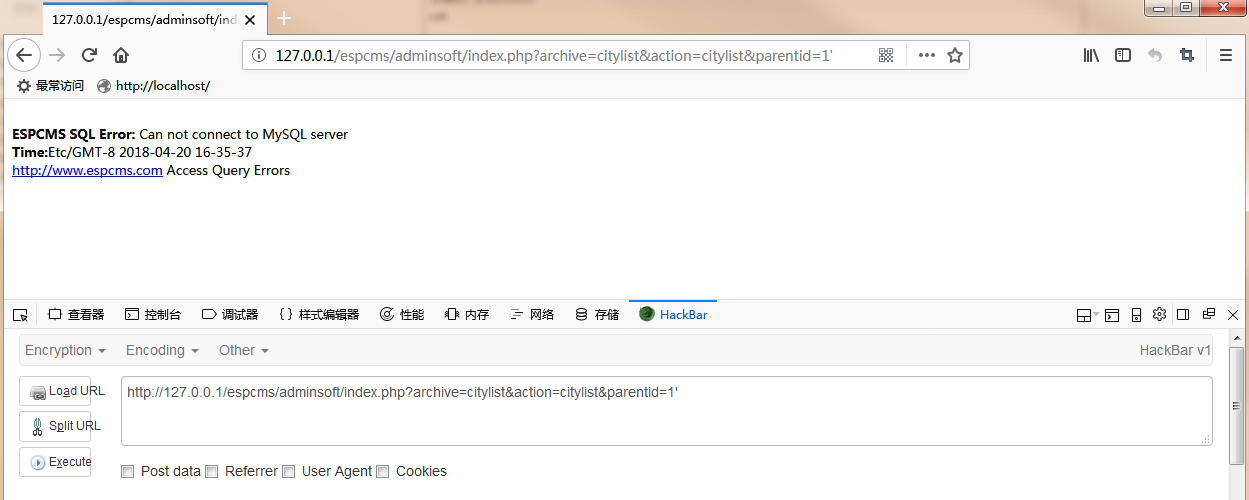 127.0.0.1/espcms/adminsoft/ind
127.0.0.1/espcms/adminsoft/index.php?archive=citylist&action=citylist&parentid=1'
最常访问 http://localhost/
ESPCMS SQL Error: Can not connect to MySQL server
Time:Etc/GMT-8 2018-04-20 16-35-37
http://www.espcms.com Access Query Errors
查看器 控制台 调试器 {} 样式编辑器 性能 内存 网络 存储 HackBar
Encryption Encoding Other HackBar v1
Load URL
http://127.0.0.1/espcms/adminsoft/index.php?archive=citylist&action=citylist&parentid=1'
Split URL
Execute
Post data Referrer User Agent Cookies